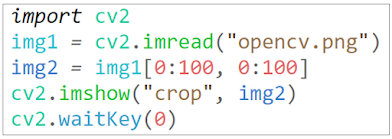 import cv2
img1 = cv2.imread("opencv.png")
img2 = img1[0:100, 0:100]
cv2.imshow("crop", img2)
cv2.waitKey(0)